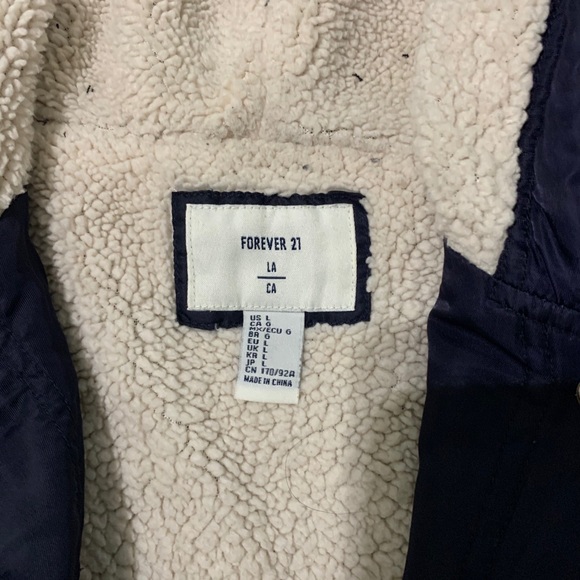 FOREVER 21
LA
CA
US L
CA G
MX/ECU G
BR G
EU L
UK L
KR L
JP L
CN 170/92A
MADE IN CHINA